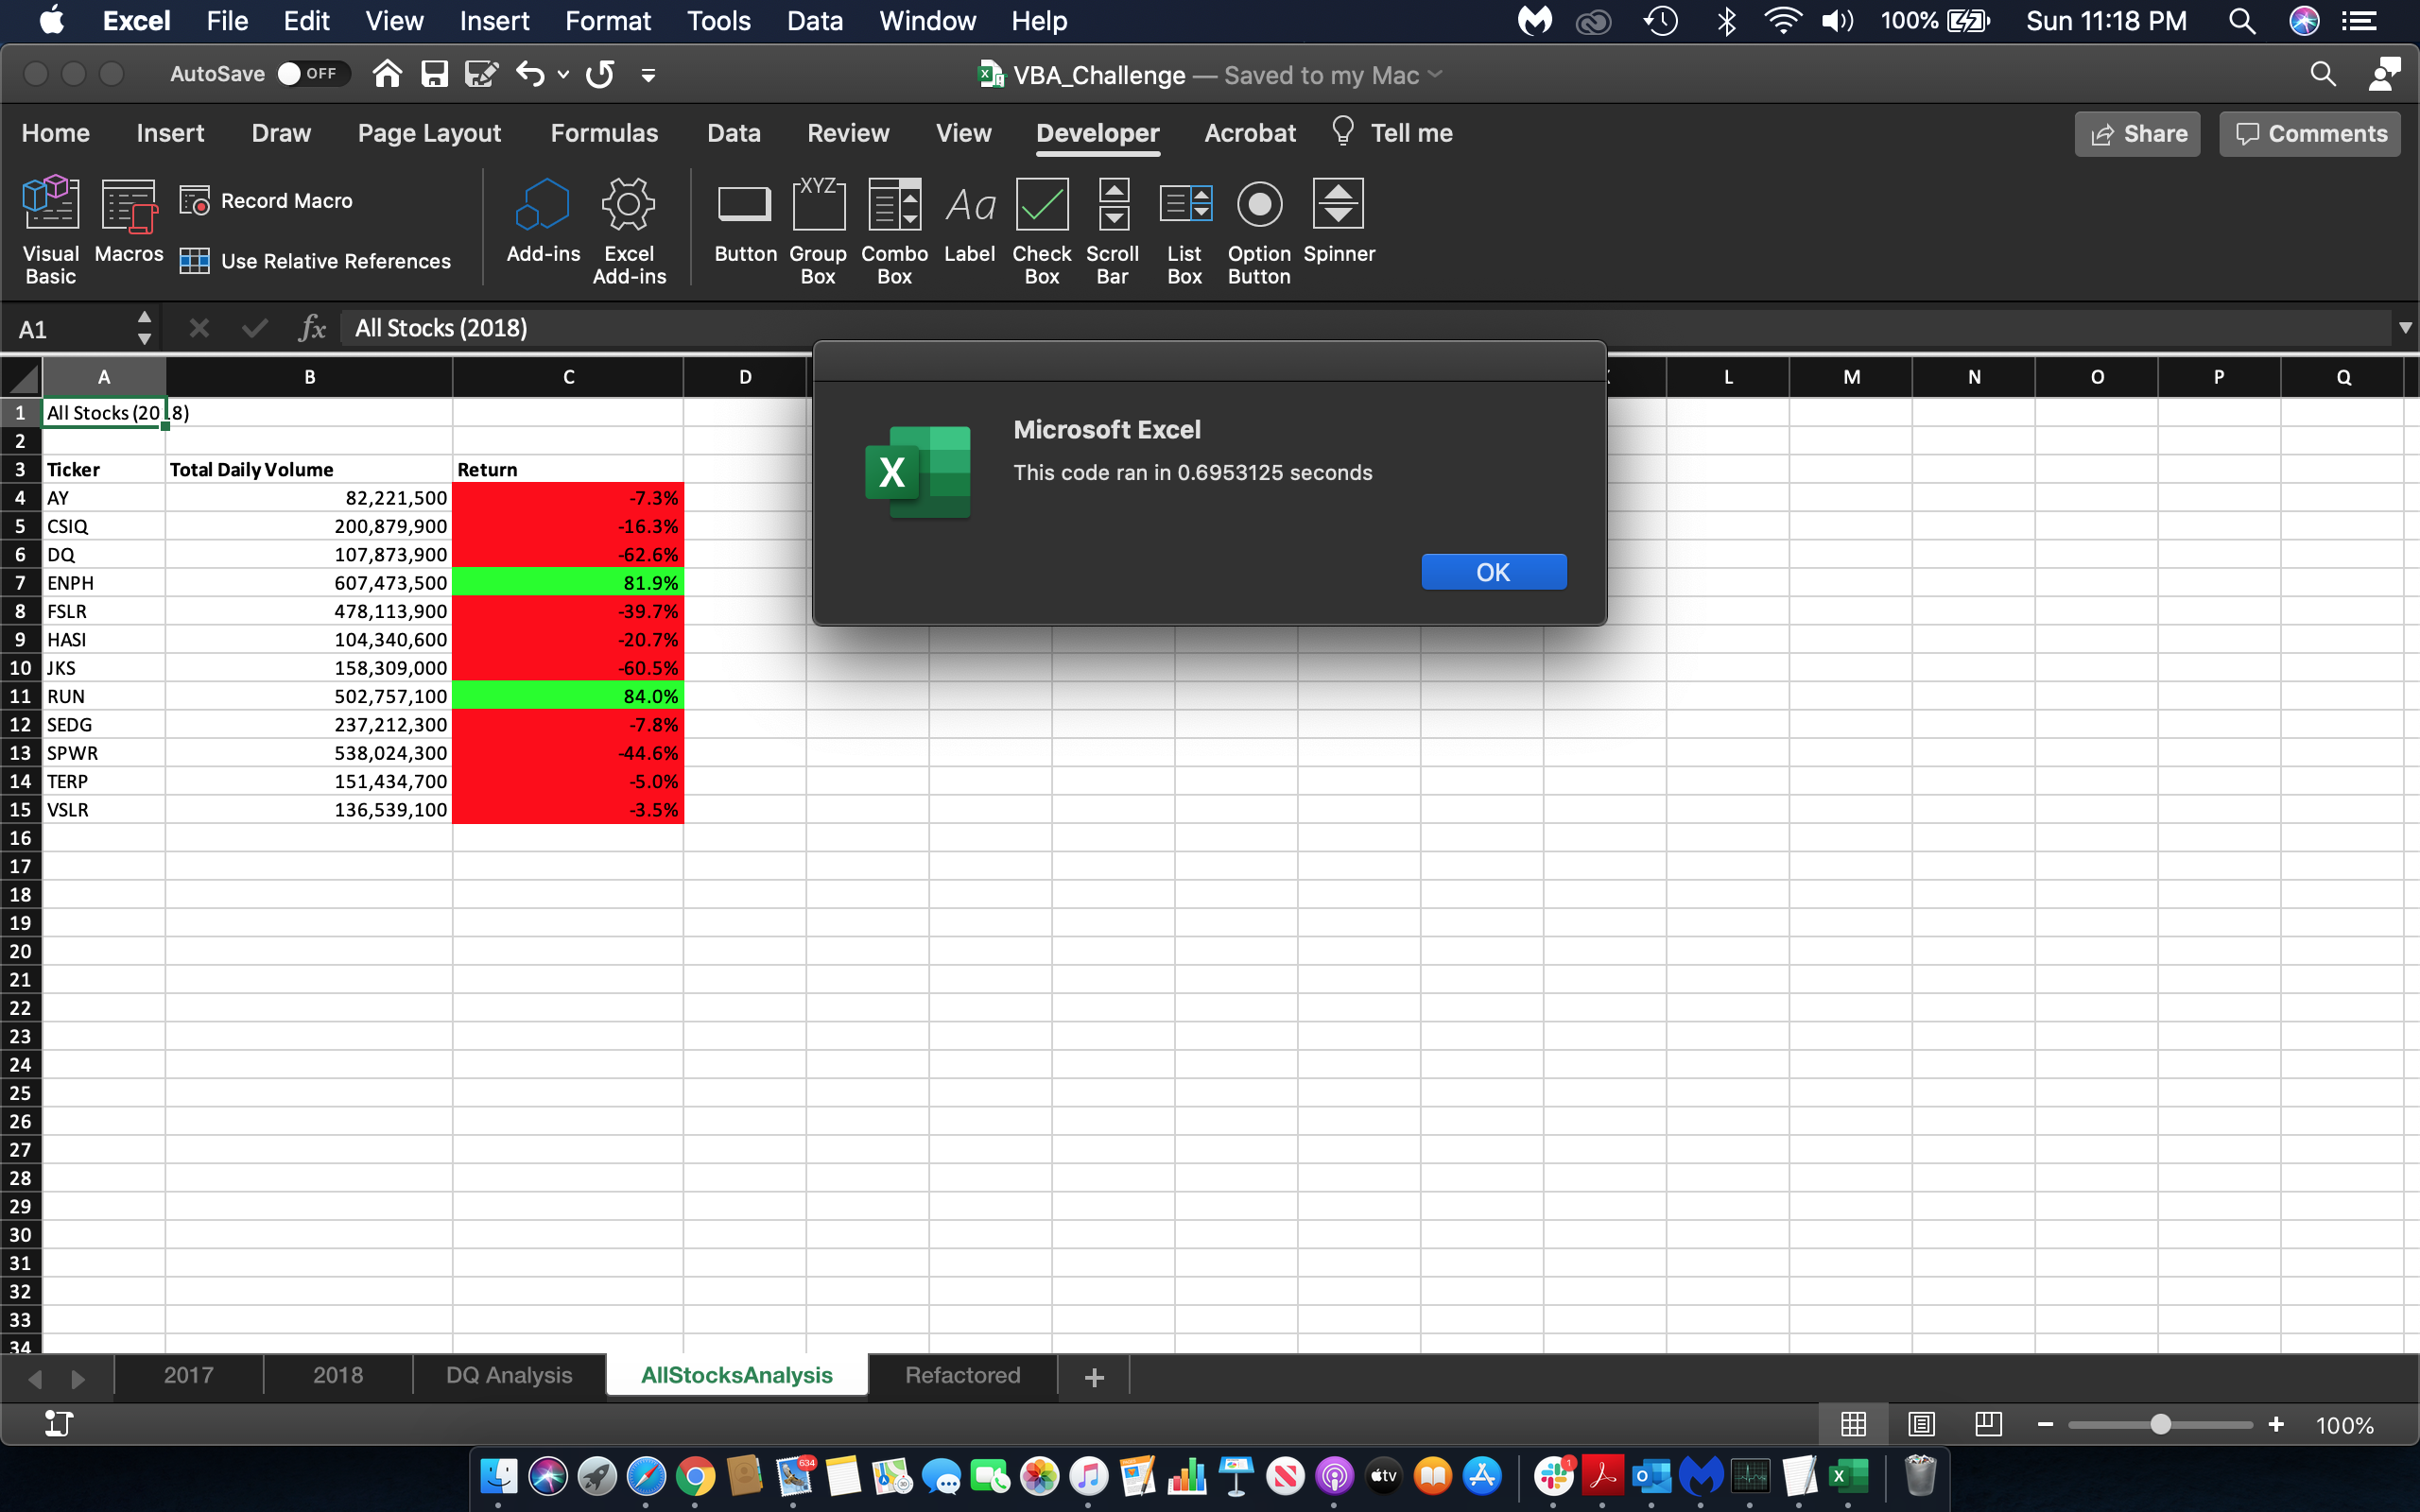 Excel File Edit View Insert Format Tools Data Window Help 100% Sun 11:18 PM
AutoSave OFF VBA_Challenge — Saved to my Mac
Home Insert Draw Page Layout Formulas Data Review View Developer Acrobat Tell me Share Comments
Visual Basic Macros Record Macro Use Relative References Add-ins Excel Add-ins Button XYZ Group Box Combo Box Aa Label Check Box Scroll Bar List Box Option Button Spinner
A1 fx All Stocks (2018)
A B C D L M N O P Q
1 All Stocks (2018)
2
3 Ticker Total Daily Volume Return
4 AY 82,221,500 -7.3%
5 CSIQ 200,879,900 -16.3%
6 DQ 107,873,900 -62.6%
7 ENPH 607,473,500 81.9%
8 FSLR 478,113,900 -39.7%
9 HASI 104,340,600 -20.7%
10 JKS 158,309,000 -60.5%
11 RUN 502,757,100 84.0%
12 SEDG 237,212,300 -7.8%
13 SPWR 538,024,300 -44.6%
14 TERP 151,434,700 -5.0%
15 VSLR 136,539,100 -3.5%
16
17
18
19
20
21
22
23
24
25
26
27
28
29
30
31
32
33
34
Microsoft Excel
This code ran in 0.6953125 seconds
OK
2017 2018 DQ Analysis AllStocksAnalysis Refactored +
100%
634 tv 1